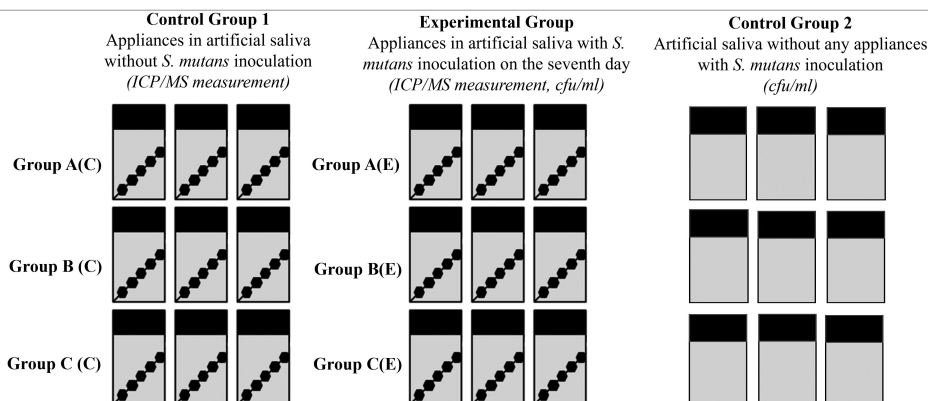 Control Group 1
Appliances in artificial saliva
without S. mutans inoculation
(ICP/MS measurement)
Experimental Group
Appliances in artificial saliva with S.
mutans inoculation on the seventh day
(ICP/MS measurement, cfu/ml)
Control Group 2
Artificial saliva without any appliances
with S. mutans inoculation
(cfu/ml)
Group A(C)
Group A(E)
Group B (C)
Group B(E)
Group C (C)
Group C(E)